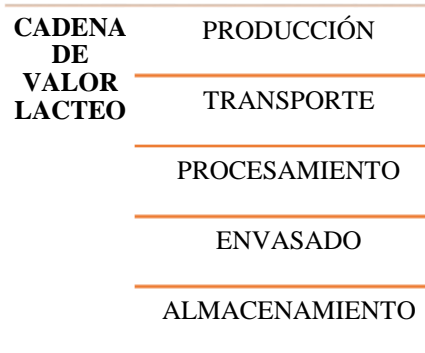 CADENA
DE
VALOR
LACTEO
PRODUCCIÓN
TRANSPORTE
PROCESAMIENTO
ENVASADO
ALMACENAMIENTO